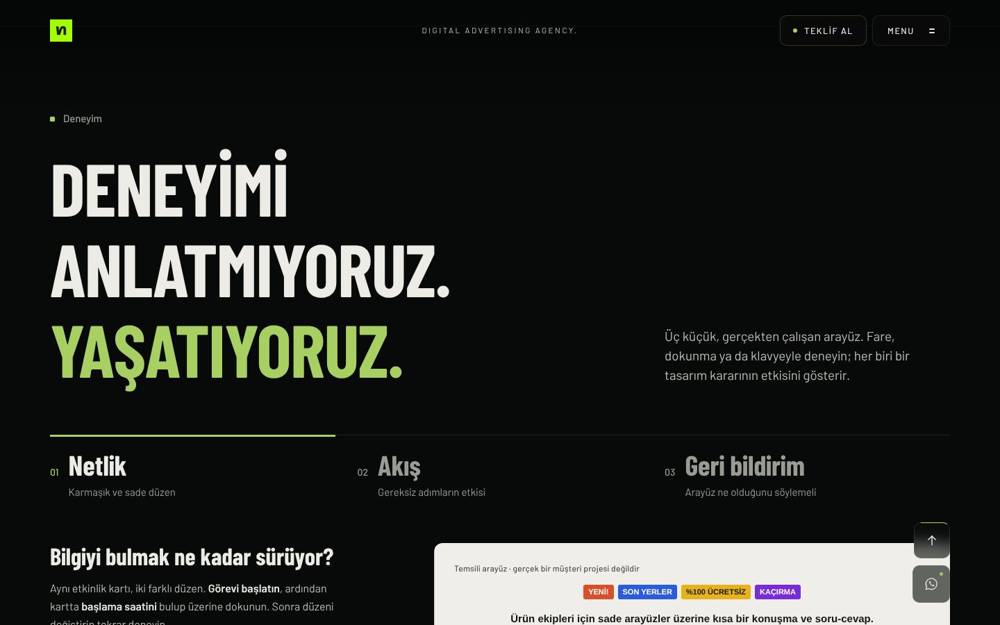 n
DIGITAL ADVERTISING AGENCY.
TEKLİF AL
MENU
Deneyim
DENEYİMİ
ANLATMIYORUZ.
YAŞATIYORUZ.
Üç küçük, gerçekten çalışan arayüz. Fare,
dokunma ya da klavyeyle deneyin; her biri bir
tasarım kararının etkisini gösterir.
01 Netlik
Karmaşık ve sade düzen
02 Akış
Gereksiz adımların etkisi
03 Geri bildirim
Arayüz ne olduğunu söylemeli
Bilgiyi bulmak ne kadar sürüyor?
Aynı etkinlik kartı, iki farklı düzen. Görevi başlatın, ardından
kartta başlama saatini bulup üzerine dokunun. Sonra düzeni
değiştirip tekrar deneyin.
Temsili arayüz · gerçek bir müşteri projesi değildir
YENİ! SON YERLER %100 ÜCRETSİZ KAÇIRMA
Ürün ekipleri için sade arayüzler üzerine kısa bir konuşma ve soru-cevap.